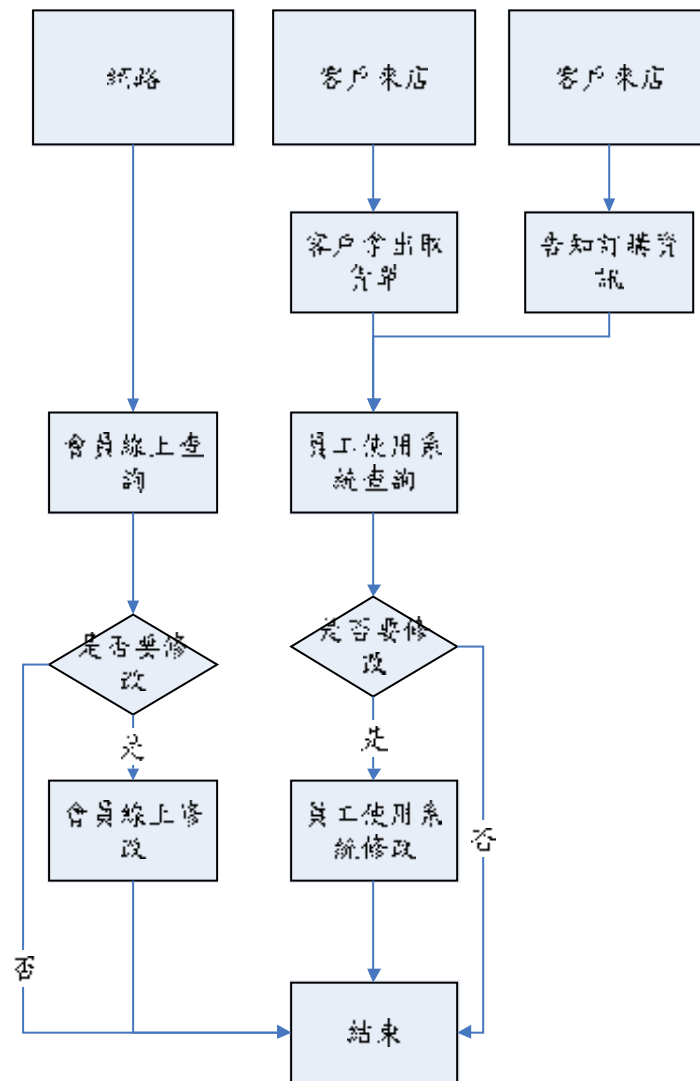 網路
客戶來店
客戶來店
客戶拿出取
貨單
告知訂購資
訊
會員線上查
詢
員工使用系
統查詢
是否要修
改
是否要修
改
是
是
會員線上修
改
員工使用系
統修改
否
否
結束